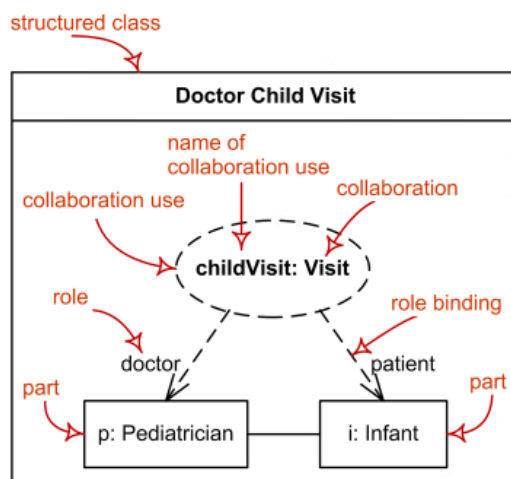 structured class
Doctor Child Visit
name of
collaboration use
collaboration use
collaboration
childVisit: Visit
role
role binding
doctor
patient
part
part
p: Pediatrician
i: Infant